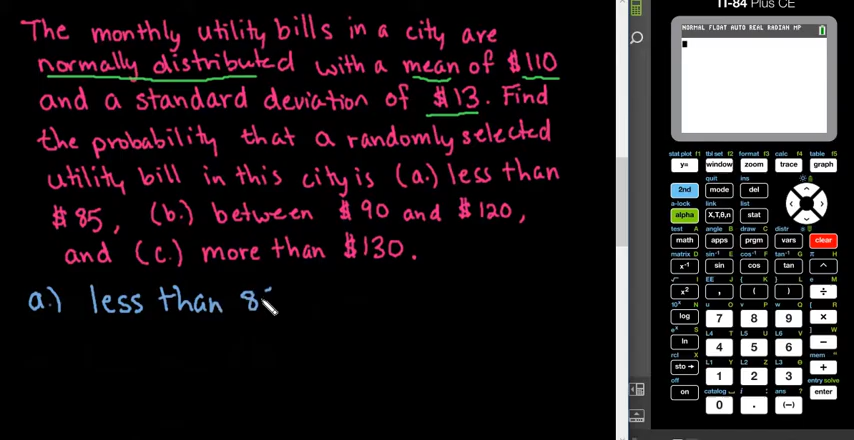 The monthly utility bills in a city are
normally distributed with a mean of $110
and a standard deviation of $13. Find
the probability that a randomly selected
utility bill in this city is (a.) less than
$85, (b.) between $90 and $120,
and (c.) more than $130.
a.) less than 8
TI-84 Plus CE
NORMAL FLOAT AUTO REAL RADIAN MP
stat plot f1 tbl set f2 format f3 calc f4 table f5
y= window zoom trace graph
quit ins
2nd mode del
a-lock link list
alpha X,T,θ,n stat
test A angle B draw C distr
math apps prgm vars clear
matrix D sin⁻¹ E cos⁻¹ F tan⁻¹ G π H
x⁻¹ sin cos tan ^
√ I EE J { K } L e M
x² , ( ) ÷
10ˣ N u O v P w Q [ R
log 7 8 9 ×
eˣ S L4 T L5 U L6 V ] W
ln 4 5 6 −
rcl X L1 Y L2 Z L3 θ mem "
sto→ 1 2 3 +
off catalog i : ans ? entry solve
on 0 . (−) enter